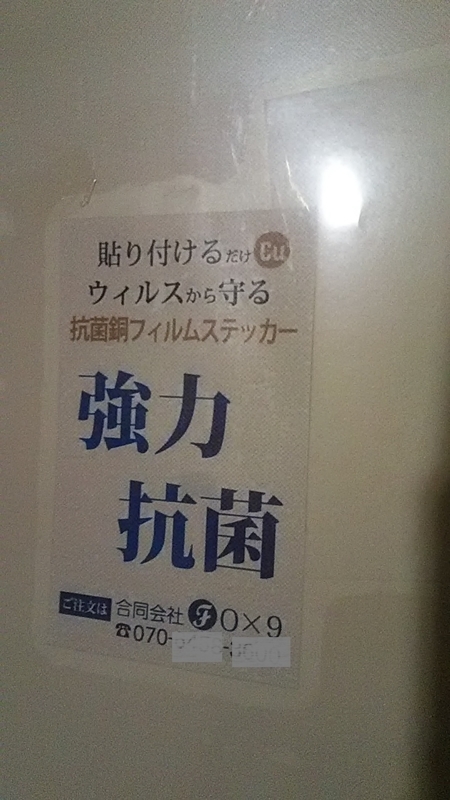 貼り付けるだけ Cu
ウィルスから守る
抗菌銅フィルムステッカー
強力
抗菌
ご注文は 合同会社 F0×9
☎070-